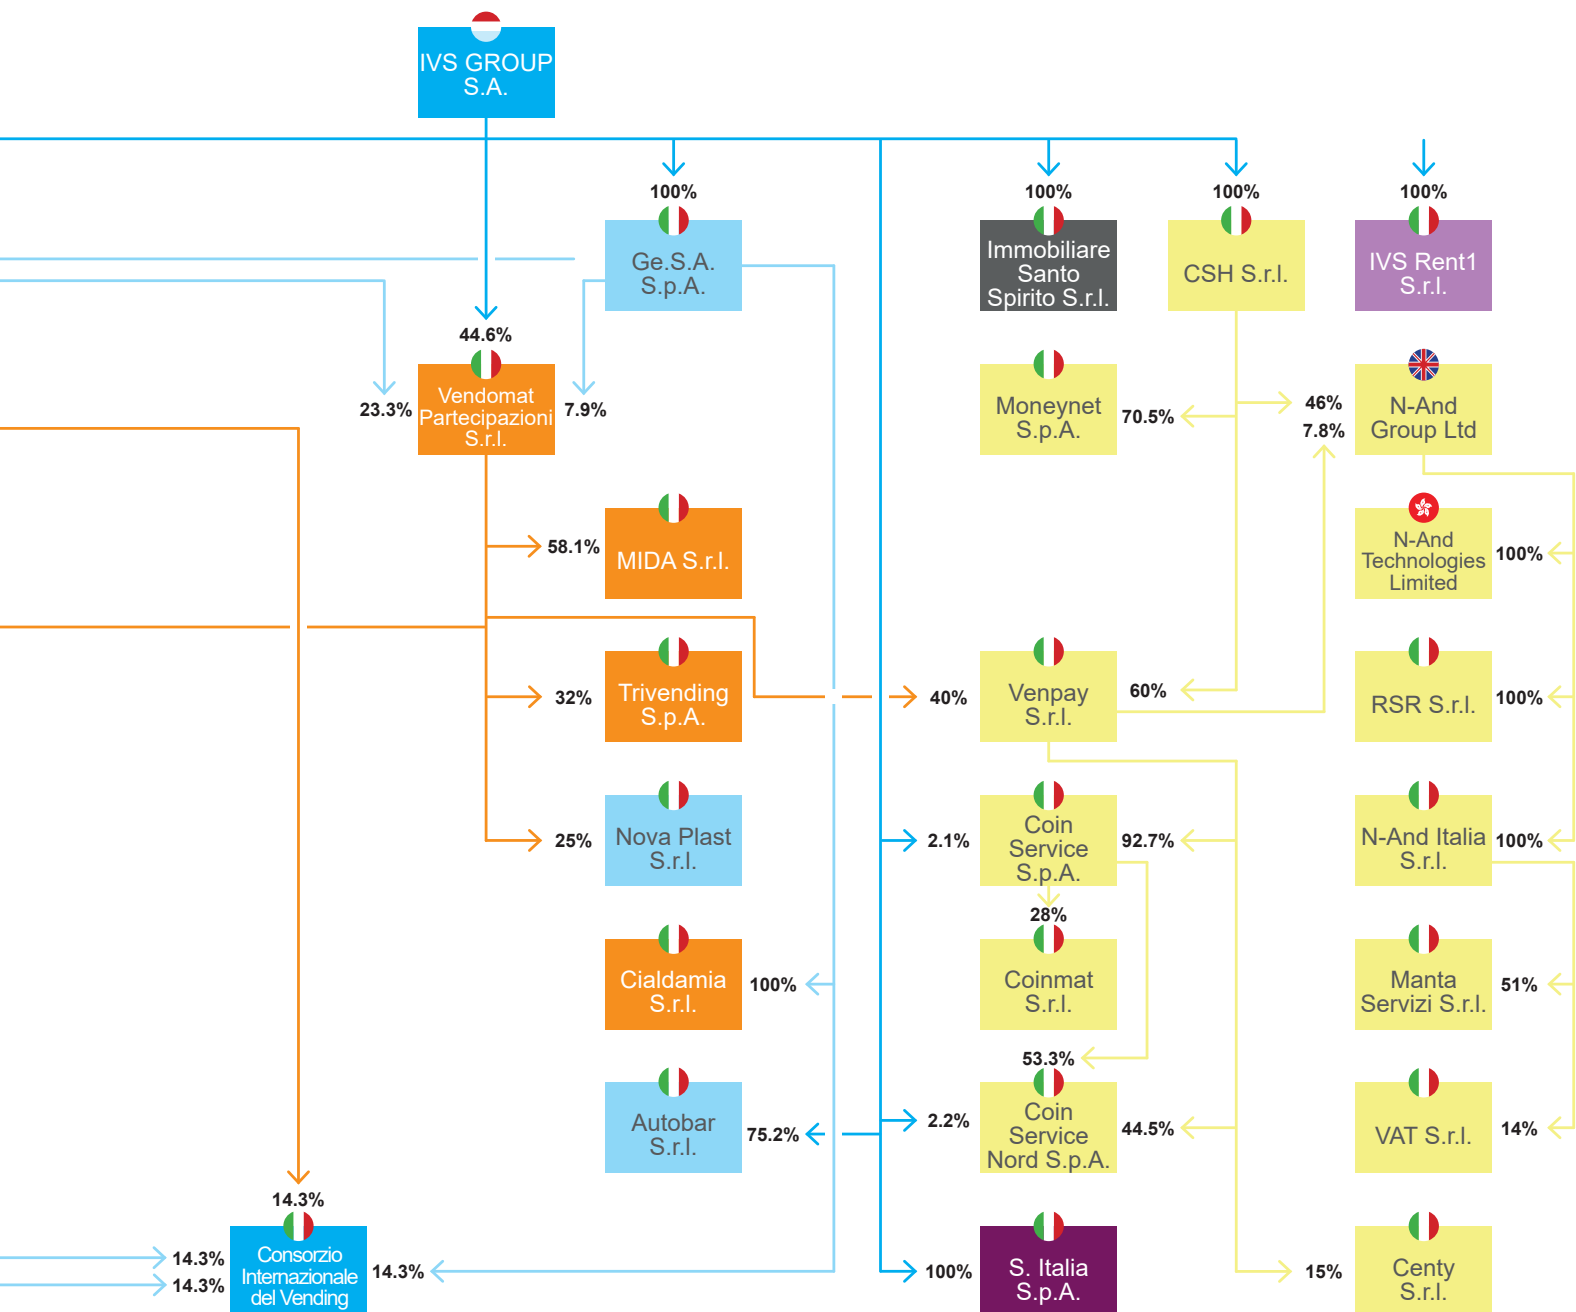 IVS GROUP
S.A.
100%
100%
100%
100%
Ge.S.A.
S.p.A.
Immobiliare
Santo
Spirito S.r.l.
CSH S.r.l.
IVS Rent1
S.r.l.
44.6%
23.3%
Vendomat
Partecipazioni
S.r.l.
7.9%
Moneynet
S.p.A.
70.5%
46%
7.8%
N-And
Group Ltd
58.1%
MIDA S.r.l.
N-And
Technologies
Limited
100%
32%
Trivending
S.p.A.
40%
Venpay
S.r.l.
60%
RSR S.r.l.
100%
25%
Nova Plast
S.r.l.
2.1%
Coin
Service
S.p.A.
92.7%
N-And Italia
S.r.l.
100%
28%
Cialdamia
S.r.l.
100%
Coinmat
S.r.l.
Manta
Servizi S.r.l.
51%
53.3%
Autobar
S.r.l.
75.2%
2.2%
Coin
Service
Nord S.p.A.
44.5%
VAT S.r.l.
14%
14.3%
14.3%
14.3%
Consorzio
Internazionale
del Vending
14.3%
100%
S. Italia
S.p.A.
15%
Centy
S.r.l.